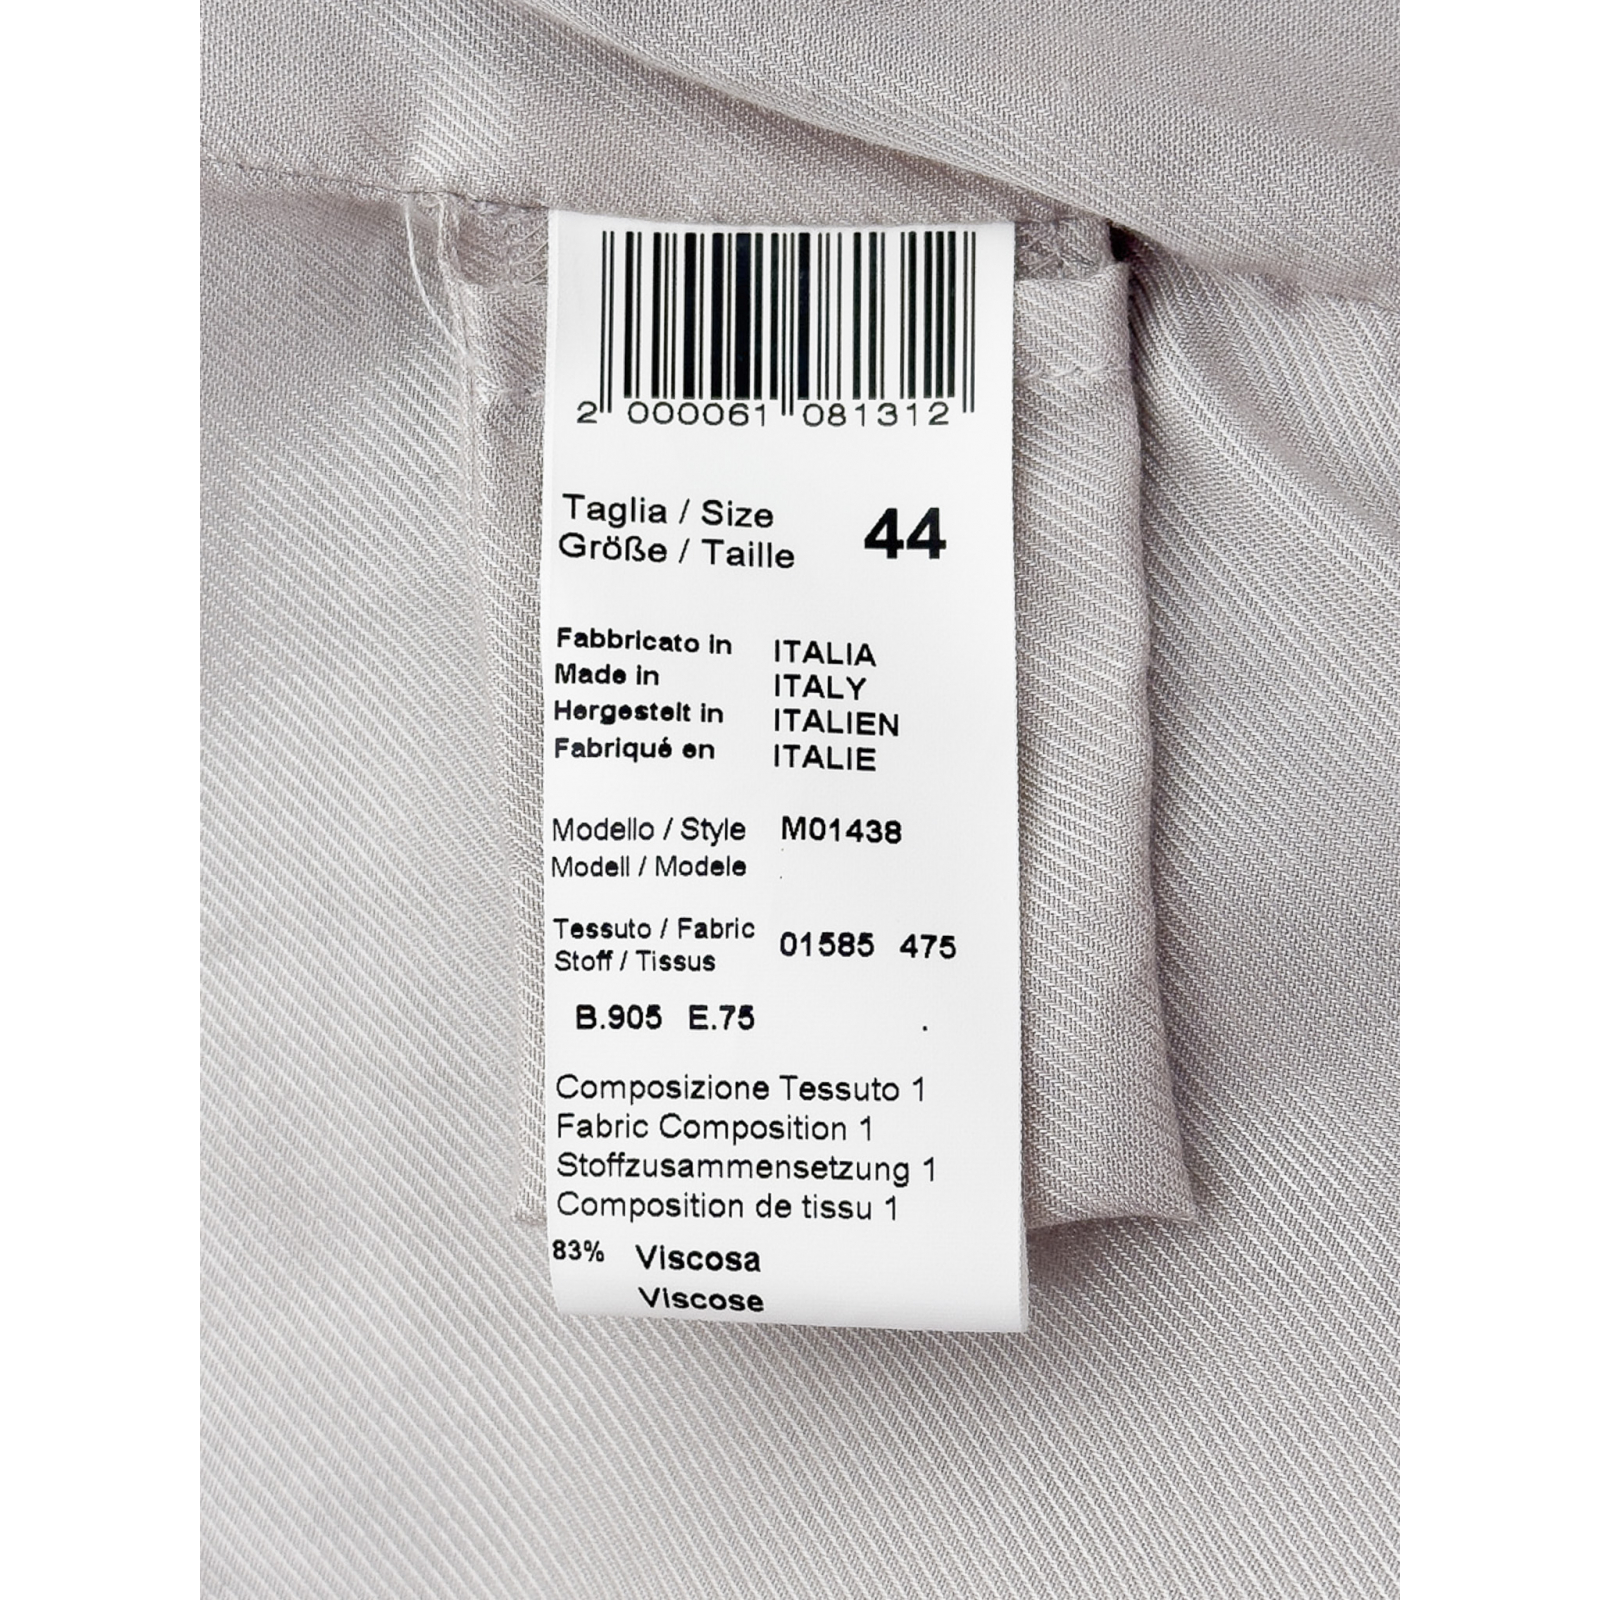 2 000061 081312
Taglia / Size 44
Größe / Taille
Fabbricato in ITALIA
Made in ITALY
Hergestelt in ITALIEN
Fabriqué en ITALIE
Modello / Style M01438
Modell / Modele
Tessuto / Fabric 01585 475
Stoff / Tissus
B.905 E.75 .
Composizione Tessuto 1
Fabric Composition 1
Stoffzusammensetzung 1
Composition de tissu 1
83% Viscosa
Viscose